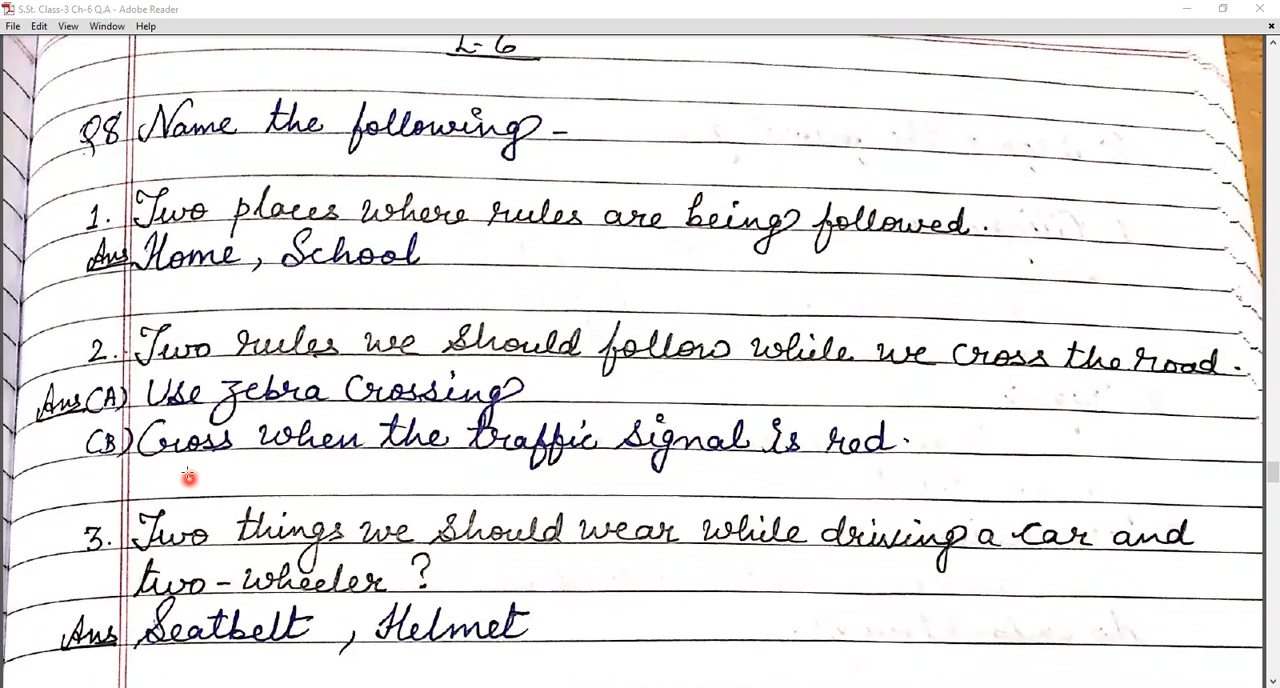 S.St. Class-3 Ch-6 Q.A - Adobe Reader
File Edit View Window Help
L-6
Q8 Name the following -
1. Two places where rules are being followed.
Ans Home, School
2. Two rules we should follow while we cross the road.
Ans (A) Use zebra Crossing
(B) Cross when the traffic signal is red.
3. Two things we should wear while driving a car and
two-wheeler ?
Ans Seatbelt , Helmet